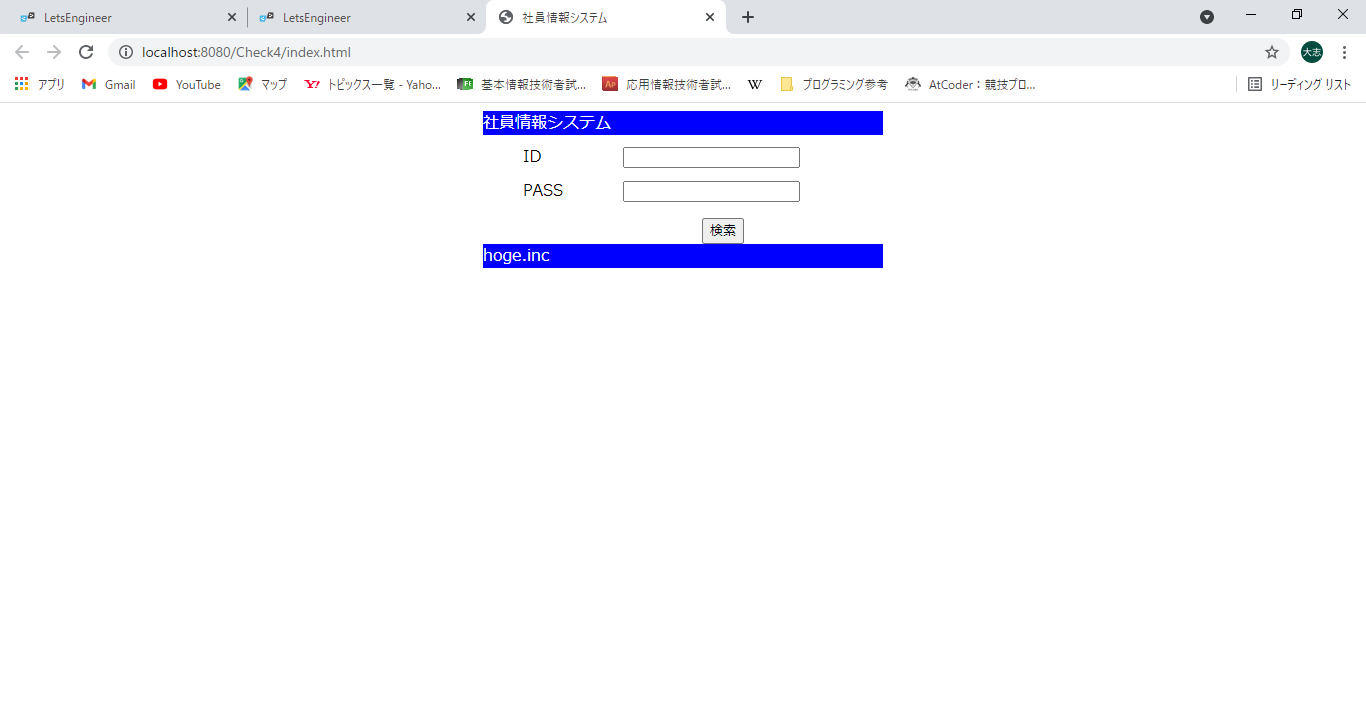 LetsEngineer LetsEngineer 社員情報システム
localhost:8080/Check4/index.html 大志
アプリ Gmail YouTube マップ Y! トピックス一覧 - Yaho... FE 基本情報技術者試... Ap 応用情報技術者試... W プログラミング参考 AtCoder：競技プロ... リーディング リスト
社員情報システム
ID
PASS
検索
hoge.inc